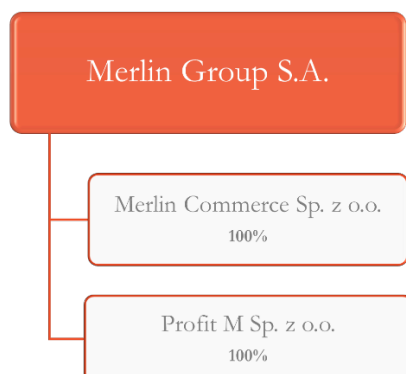 Merlin Group S.A.
Merlin Commerce Sp. z o.o.
100%
Profit M Sp. z o.o.
100%